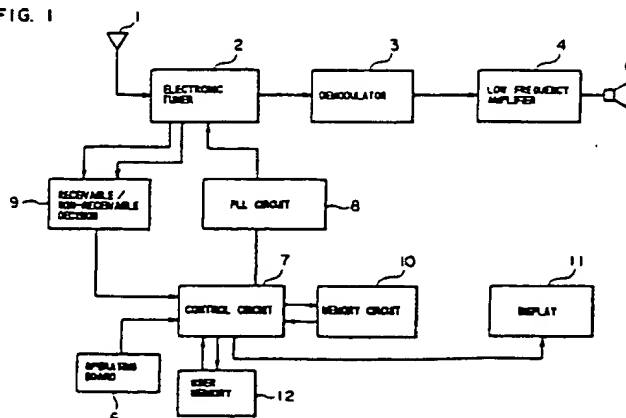 FIG. 1
1
2
3
4
ELECTRONIC
TUNER
DEMODULATOR
LOW FREQUENCY
AMPLIFIER
9
RECEIVABLE /
NON-RECEIVABLE
DECISION
PLL CIRCUIT
8
7
10
11
CONTROL CIRCUIT
MEMORY CIRCUIT
DISPLAY
OPERATING
BOARD
USER
MEMORY
12